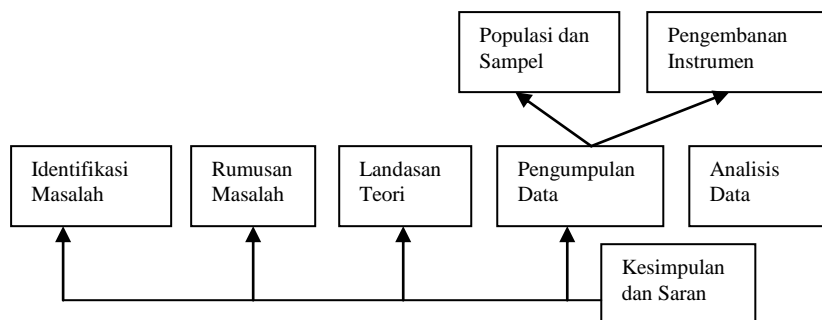 Populasi dan
Sampel
Pengembanan
Instrumen
Identifikasi
Masalah
Rumusan
Masalah
Landasan
Teori
Pengumpulan
Data
Analisis
Data
Kesimpulan
dan Saran